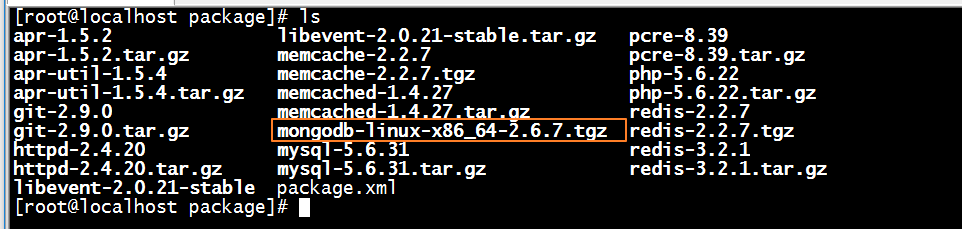 [root@localhost package]# ls
apr-1.5.2 libevent-2.0.21-stable.tar.gz pcre-8.39
apr-1.5.2.tar.gz memcache-2.2.7 pcre-8.39.tar.gz
apr-util-1.5.4 memcache-2.2.7.tgz php-5.6.22
apr-util-1.5.4.tar.gz memcached-1.4.27 php-5.6.22.tar.gz
git-2.9.0 memcached-1.4.27.tar.gz redis-2.2.7
git-2.9.0.tar.gz mongodb-linux-x86_64-2.6.7.tgz redis-2.2.7.tgz
httpd-2.4.20 mysql-5.6.31 redis-3.2.1
httpd-2.4.20.tar.gz mysql-5.6.31.tar.gz redis-3.2.1.tar.gz
libevent-2.0.21-stable package.xml
[root@localhost package]#